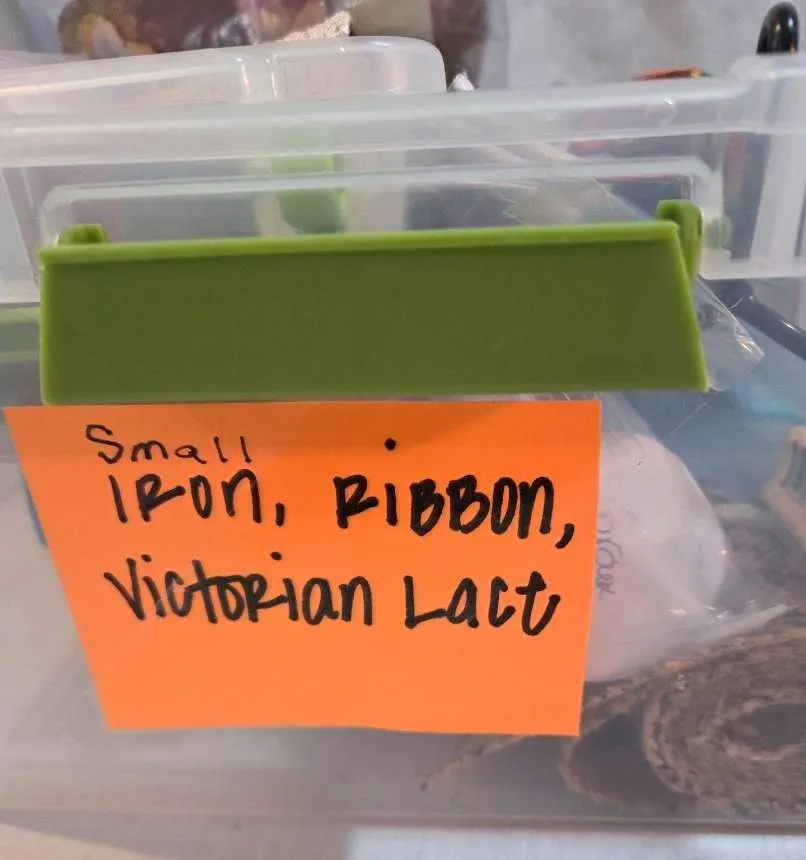 Small
IRon, RiBBon,
Victorian Lace